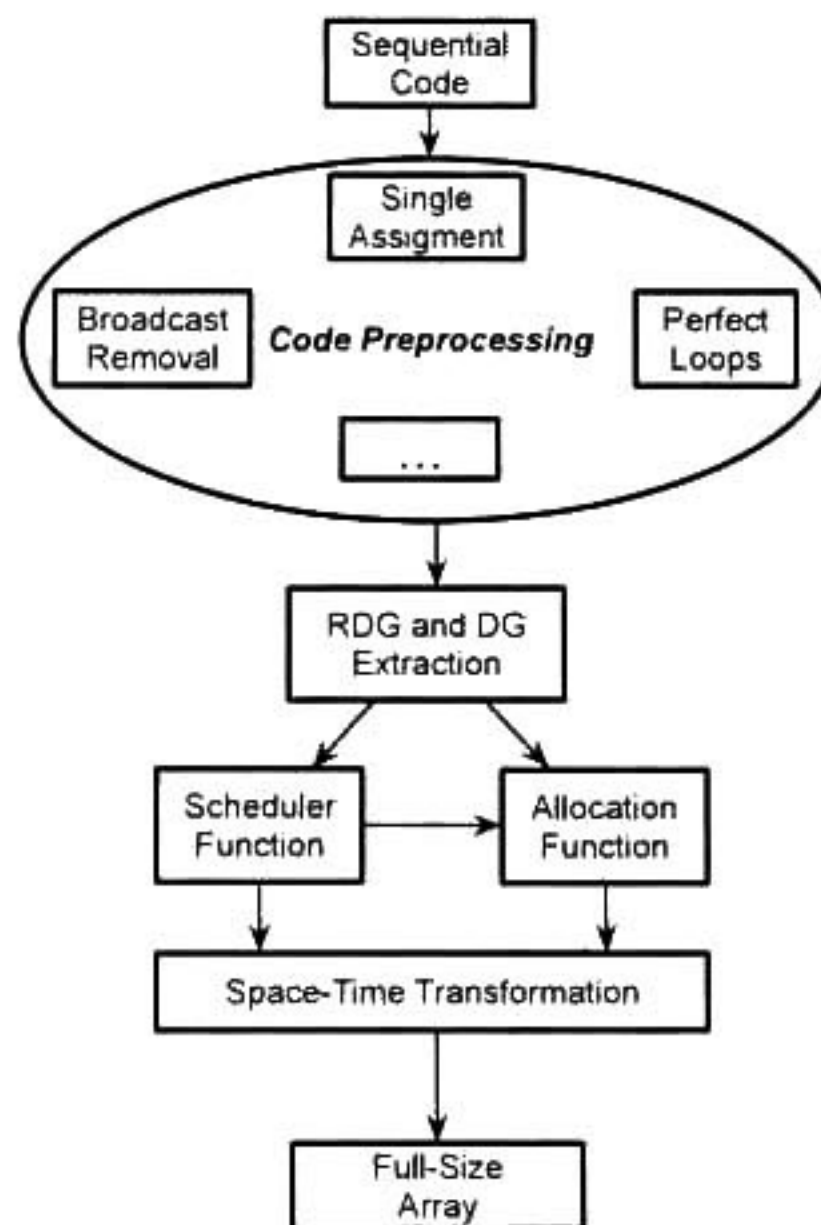 Sequential
Code
Single
Assigment
Broadcast
Removal
Code Preprocessing
Perfect
Loops
...
RDG and DG
Extraction
Scheduler
Function
Allocation
Function
Space-Time Transformation
Full-Size
Array